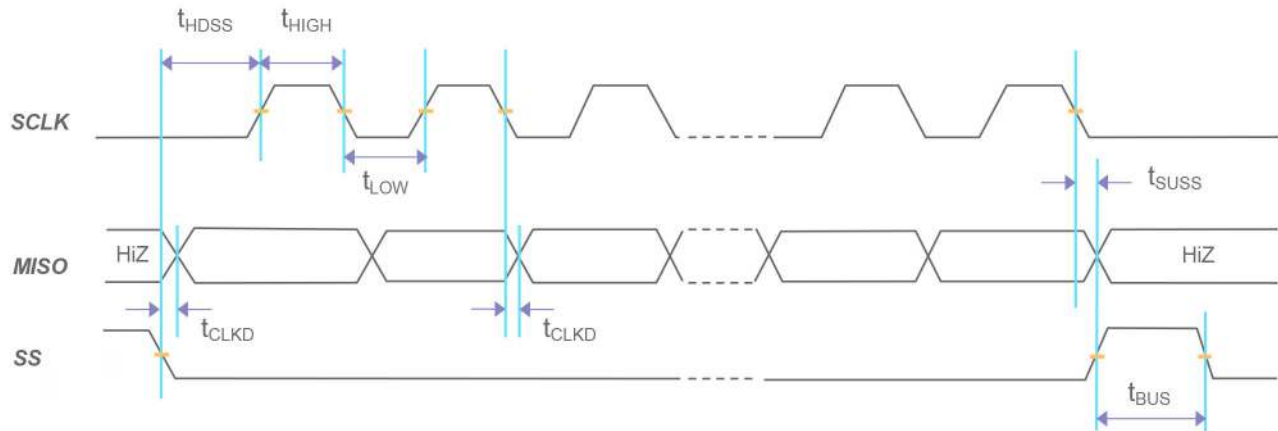 tHDSS tHIGH
SCLK
tLOW
tSUSS
MISO HiZ HiZ
tCLKD tCLKD
SS
tBUS